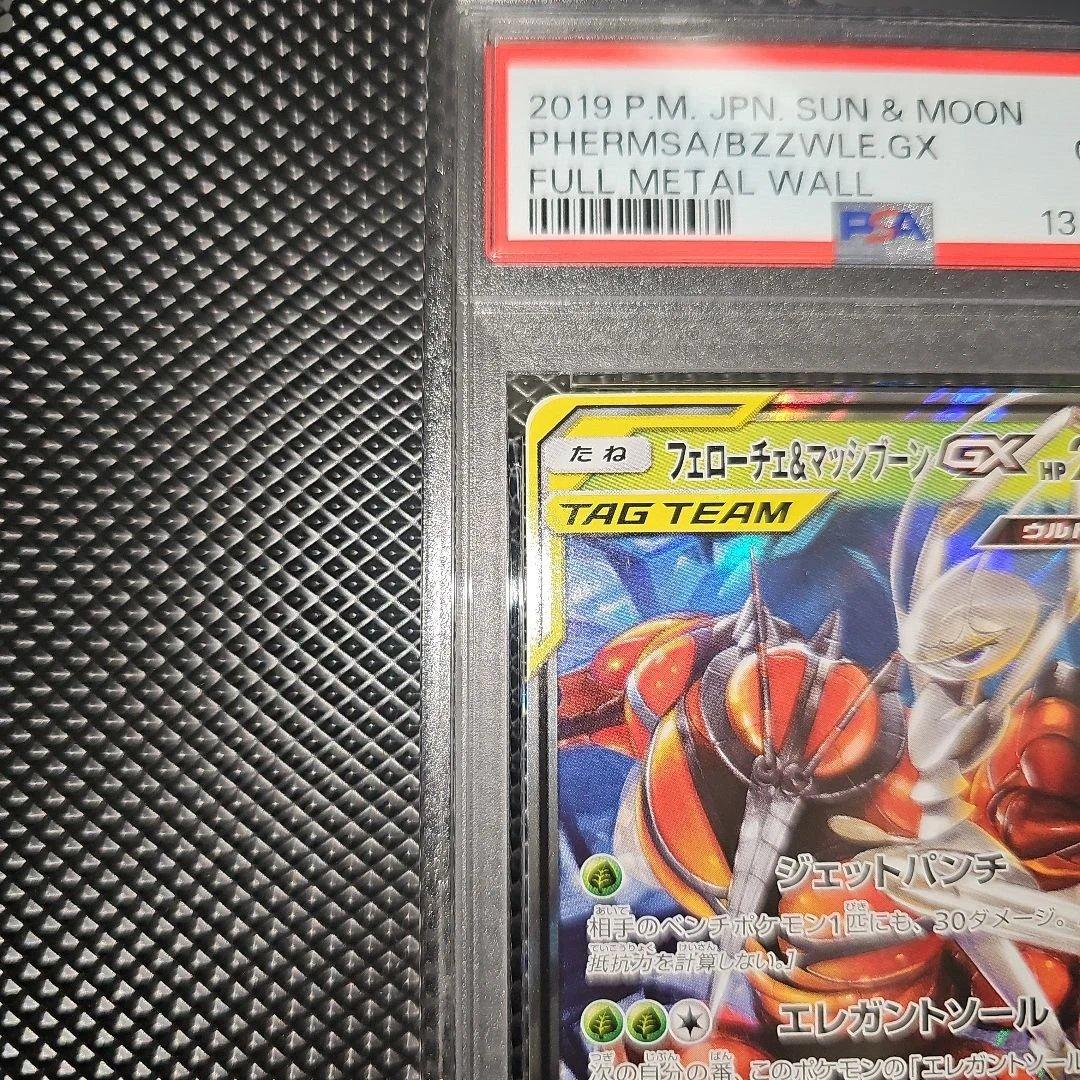 2019 P.M. JPN. SUN & MOON
PHERMSA/BZZWLE.GX
FULL METAL WALL
PSA
13
たね フェローチェ&マッシブーン GX HP 2
TAG TEAM
ウルト
ジェットパンチ
相手のベンチポケモン1匹にも、30ダメージ。
抵抗力を計算しない。]
エレガントソール
次の自分の番、このポケモンの「エレガントソール